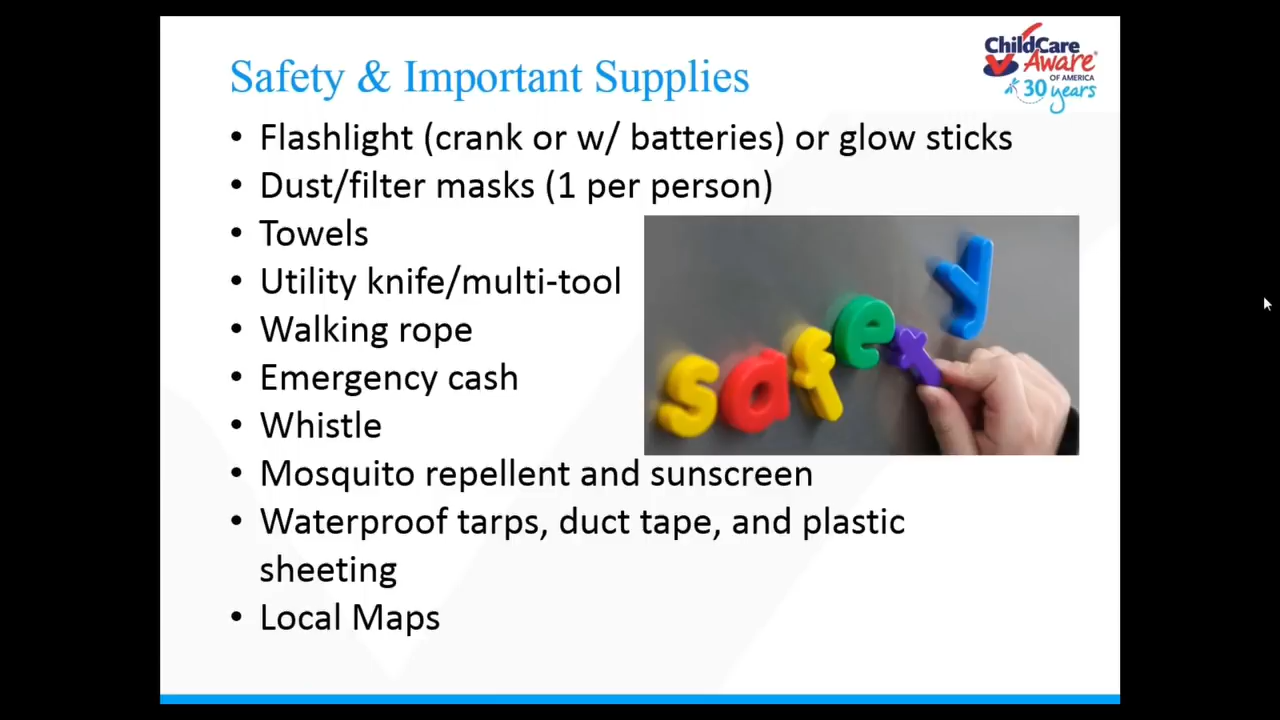 Safety & Important Supplies
ChildCare
Aware®
OF AMERICA
30 years
• Flashlight (crank or w/ batteries) or glow sticks
• Dust/filter masks (1 per person)
• Towels
• Utility knife/multi-tool
• Walking rope
• Emergency cash
• Whistle
• Mosquito repellent and sunscreen
• Waterproof tarps, duct tape, and plastic
sheeting
• Local Maps
safety